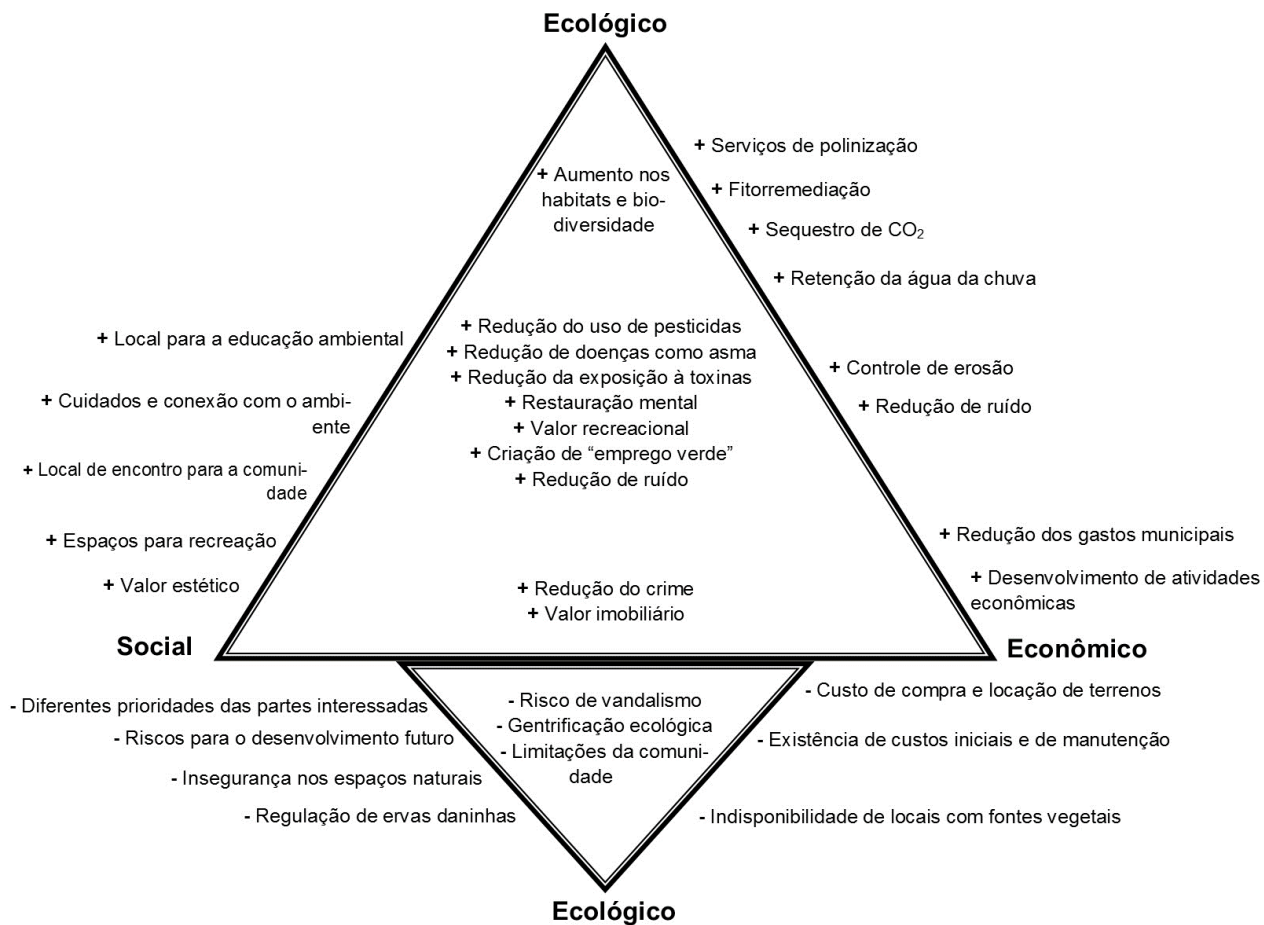 Ecológico
+ Serviços de polinização
+ Aumento nos
habitats e bio-
diversidade
+ Fitorremediação
+ Sequestro de CO₂
+ Retenção da água da chuva
+ Local para a educação ambiental
+ Cuidados e conexão com o ambi-
ente
+ Local de encontro para a comuni-
dade
+ Espaços para recreação
+ Valor estético
+ Redução do uso de pesticidas
+ Redução de doenças como asma
+ Redução da exposição à toxinas
+ Restauração mental
+ Valor recreacional
+ Criação de “emprego verde”
+ Redução de ruído
+ Controle de erosão
+ Redução de ruído
+ Redução dos gastos municipais
+ Desenvolvimento de atividades
econômicas
+ Redução do crime
+ Valor imobiliário
Social
Econômico
- Diferentes prioridades das partes interessadas
- Riscos para o desenvolvimento futuro
- Insegurança nos espaços naturais
- Regulação de ervas daninhas
- Risco de vandalismo
- Gentrificação ecológica
- Limitações da comuni-
dade
- Custo de compra e locação de terrenos
- Existência de custos iniciais e de manutenção
- Indisponibilidade de locais com fontes vegetais
Ecológico